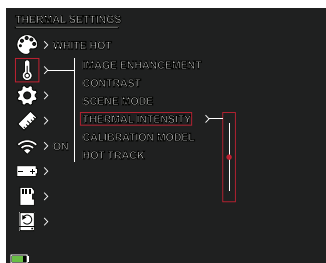 THERMAL SETTINGS
WHITE HOT
IMAGE ENHANCEMENT
CONTRAST
SCENE MODE
THERMAL INTENSITY
CALIBRATION MODEL
ON
HOT TRACK